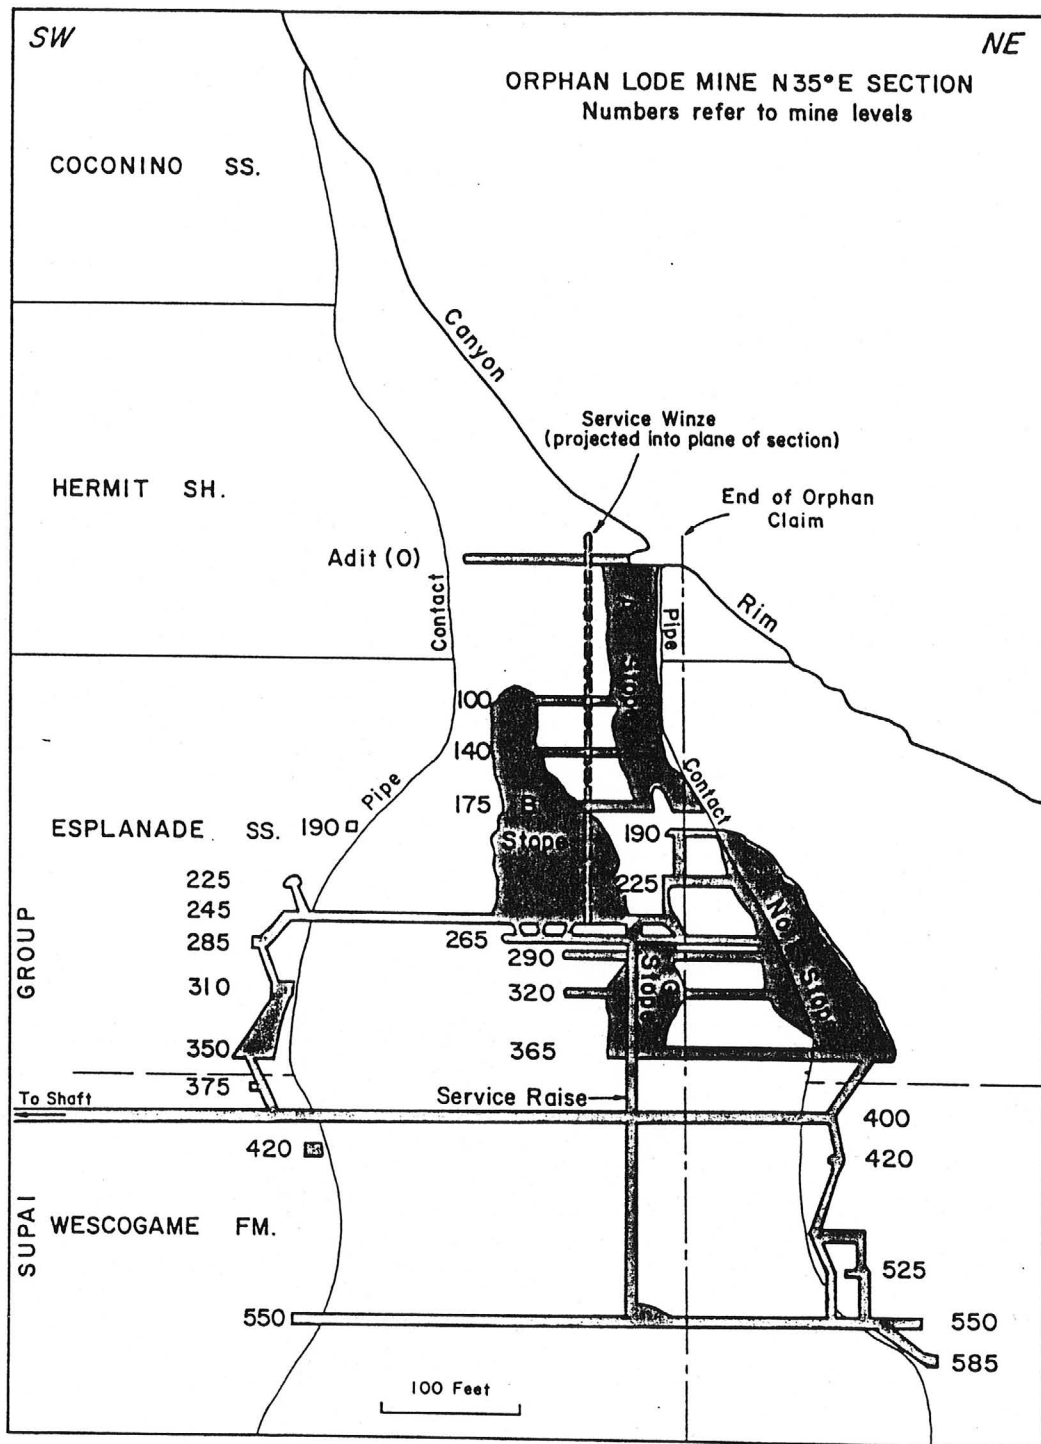 SW
NE
ORPHAN LODE MINE N35°E SECTION
Numbers refer to mine levels
COCONINO SS.
Canyon
Service Winze
(projected into plane of section)
HERMIT SH.
End of Orphan
Claim
Adit (O)
Contact
A
Stope
Pipe
Rim
100
140
Contact
Pipe
175
B
Stope
ESPLANADE SS.
190
190
225
225
245
265
285
290
No. 1 Stope
C
Stope
GROUP
310
320
350
365
375
To Shaft
Service Raise
400
420
420
SUPAI
WESCOGAME FM.
525
550
550
585
100 Feet